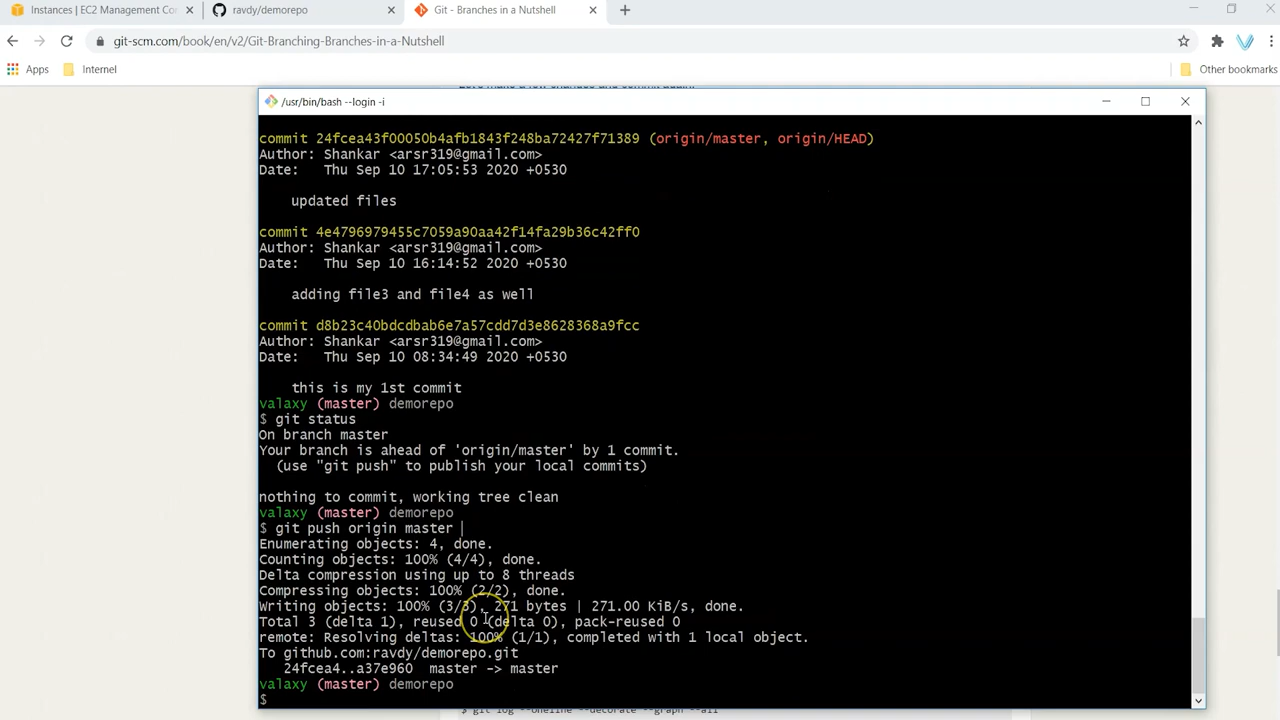 Instances | EC2 Management Co
ravdy/demorepo
Git - Branches in a Nutshell
git-scm.com/book/en/v2/Git-Branching-Branches-in-a-Nutshell
Apps
Internet
Other bookmarks
/usr/bin/bash --login -i
commit 24fcea43f00050b4afb1843f248ba72427f71389 (origin/master, origin/HEAD)
Author: Shankar <arsr319@gmail.com>
Date:   Thu Sep 10 17:05:53 2020 +0530
updated files
commit 4e4796979455c7059a90aa42f14fa29b36c42ff0
Author: Shankar <arsr319@gmail.com>
Date:   Thu Sep 10 16:14:52 2020 +0530
adding file3 and file4 as well
commit d8b23c40bdcdbab6e7a57cdd7d3e8628368a9fcc
Author: Shankar <arsr319@gmail.com>
Date:   Thu Sep 10 08:34:49 2020 +0530
this is my 1st commit
valaxy (master) demorepo
$ git status
On branch master
Your branch is ahead of 'origin/master' by 1 commit.
(use "git push" to publish your local commits)
nothing to commit, working tree clean
valaxy (master) demorepo
$ git push origin master
Enumerating objects: 4, done.
Counting objects: 100% (4/4), done.
Delta compression using up to 8 threads
Compressing objects: 100% (2/2), done.
Writing objects: 100% (3/3), 271 bytes | 271.00 KiB/s, done.
Total 3 (delta 1), reused 0 (delta 0), pack-reused 0
remote: Resolving deltas: 100% (1/1), completed with 1 local object.
To github.com:ravdy/demorepo.git
24fcea4..a37e960  master -> master
valaxy (master) demorepo
$
$ git log --oneline --decorate --graph --all